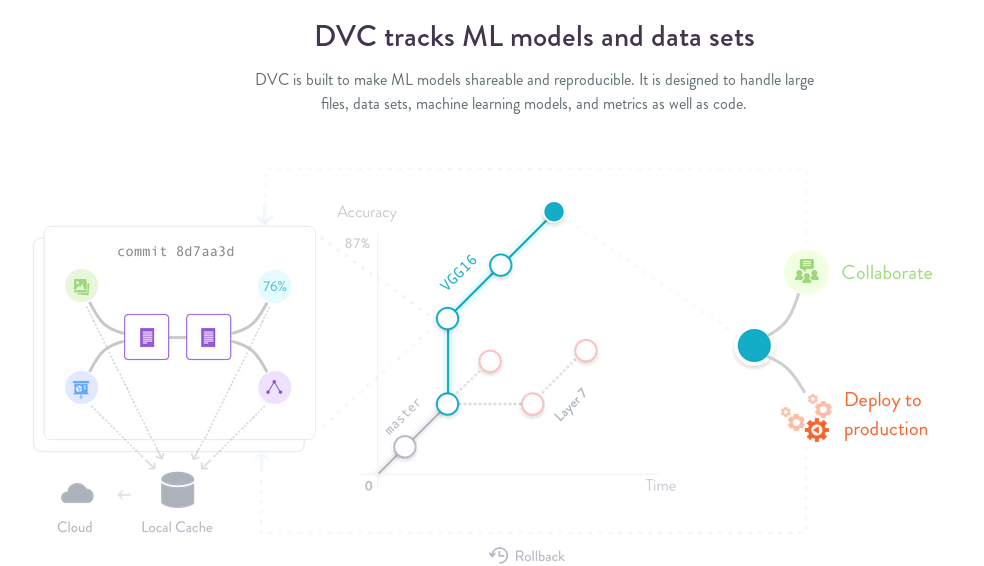 DVC tracks ML models and data sets
DVC is built to make ML models shareable and reproducible. It is designed to handle large
files, data sets, machine learning models, and metrics as well as code.
Accuracy
87%
commit 8d7aa3d
76%
VGG16
master
Layer 7
0
Time
Cloud
Local Cache
Collaborate
Deploy to
production
Rollback